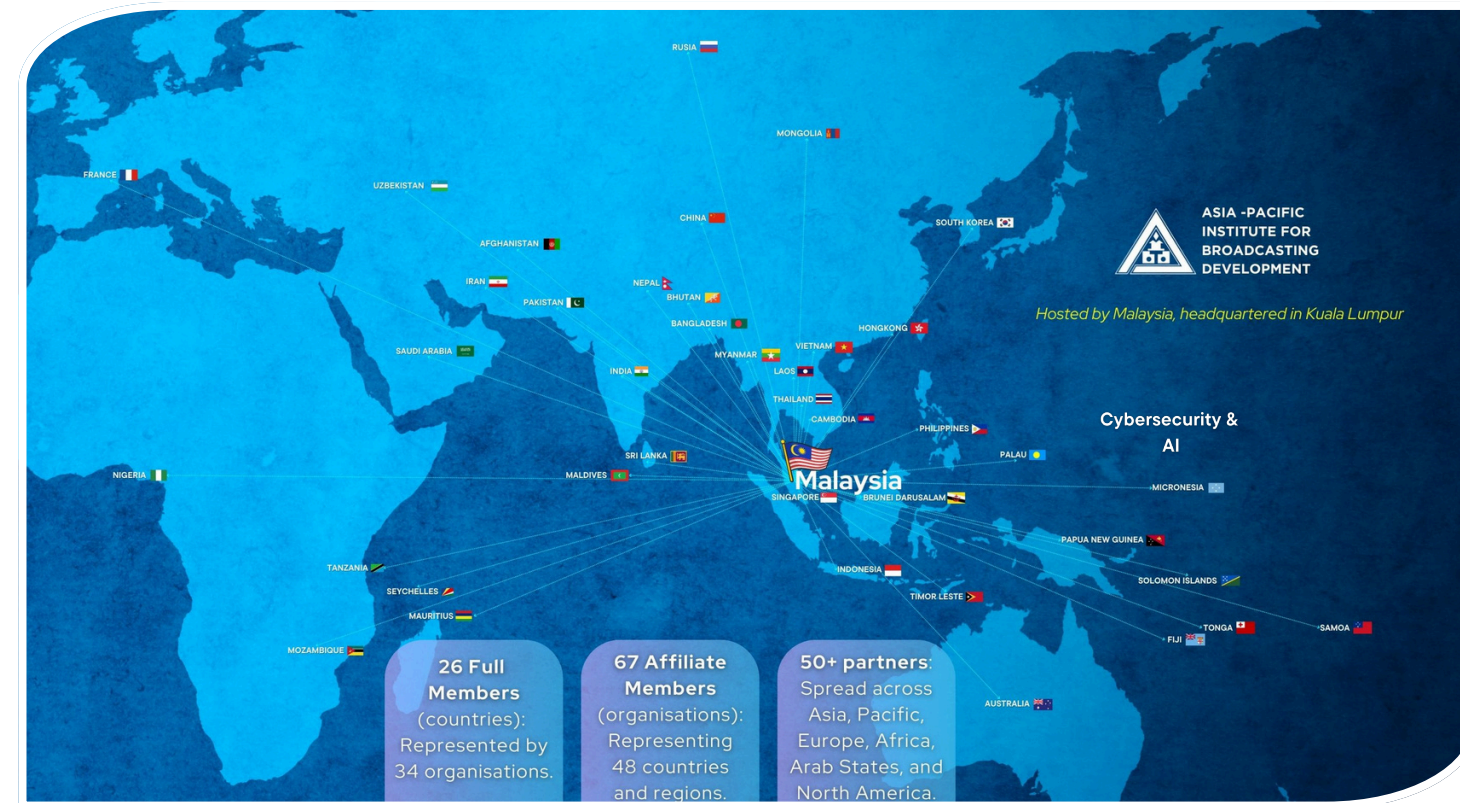 RUSIA
MONGOLIA
FRANCE
UZBEKISTAN
CHINA
SOUTH KOREA
ASIA -PACIFIC
INSTITUTE FOR
BROADCASTING
DEVELOPMENT
AFGHANISTAN
IRAN
NEPAL
BHUTAN
PAKISTAN
Hosted by Malaysia, headquartered in Kuala Lumpur
BANGLADESH
HONGKONG
SAUDI ARABIA
MYANMAR
VIETNAM
INDIA
LAOS
THAILAND
CAMBODIA
PHILIPPINES
Cybersecurity &
AI
SRI LANKA
PALAU
NIGERIA
MALDIVES
Malaysia
MICRONESIA
SINGAPORE
BRUNEI DARUSALAM
PAPUA NEW GUINEA
TANZANIA
INDONESIA
SOLOMON ISLANDS
SEYCHELLES
TIMOR LESTE
MAURITIUS
TONGA
SAMOA
FIJI
MOZAMBIQUE
26 Full
Members
(countries):
Represented by
34 organisations.
67 Affiliate
Members
(organisations):
Representing
48 countries
and regions.
50+ partners:
Spread across
Asia, Pacific,
Europe, Africa,
Arab States, and
North America.
AUSTRALIA